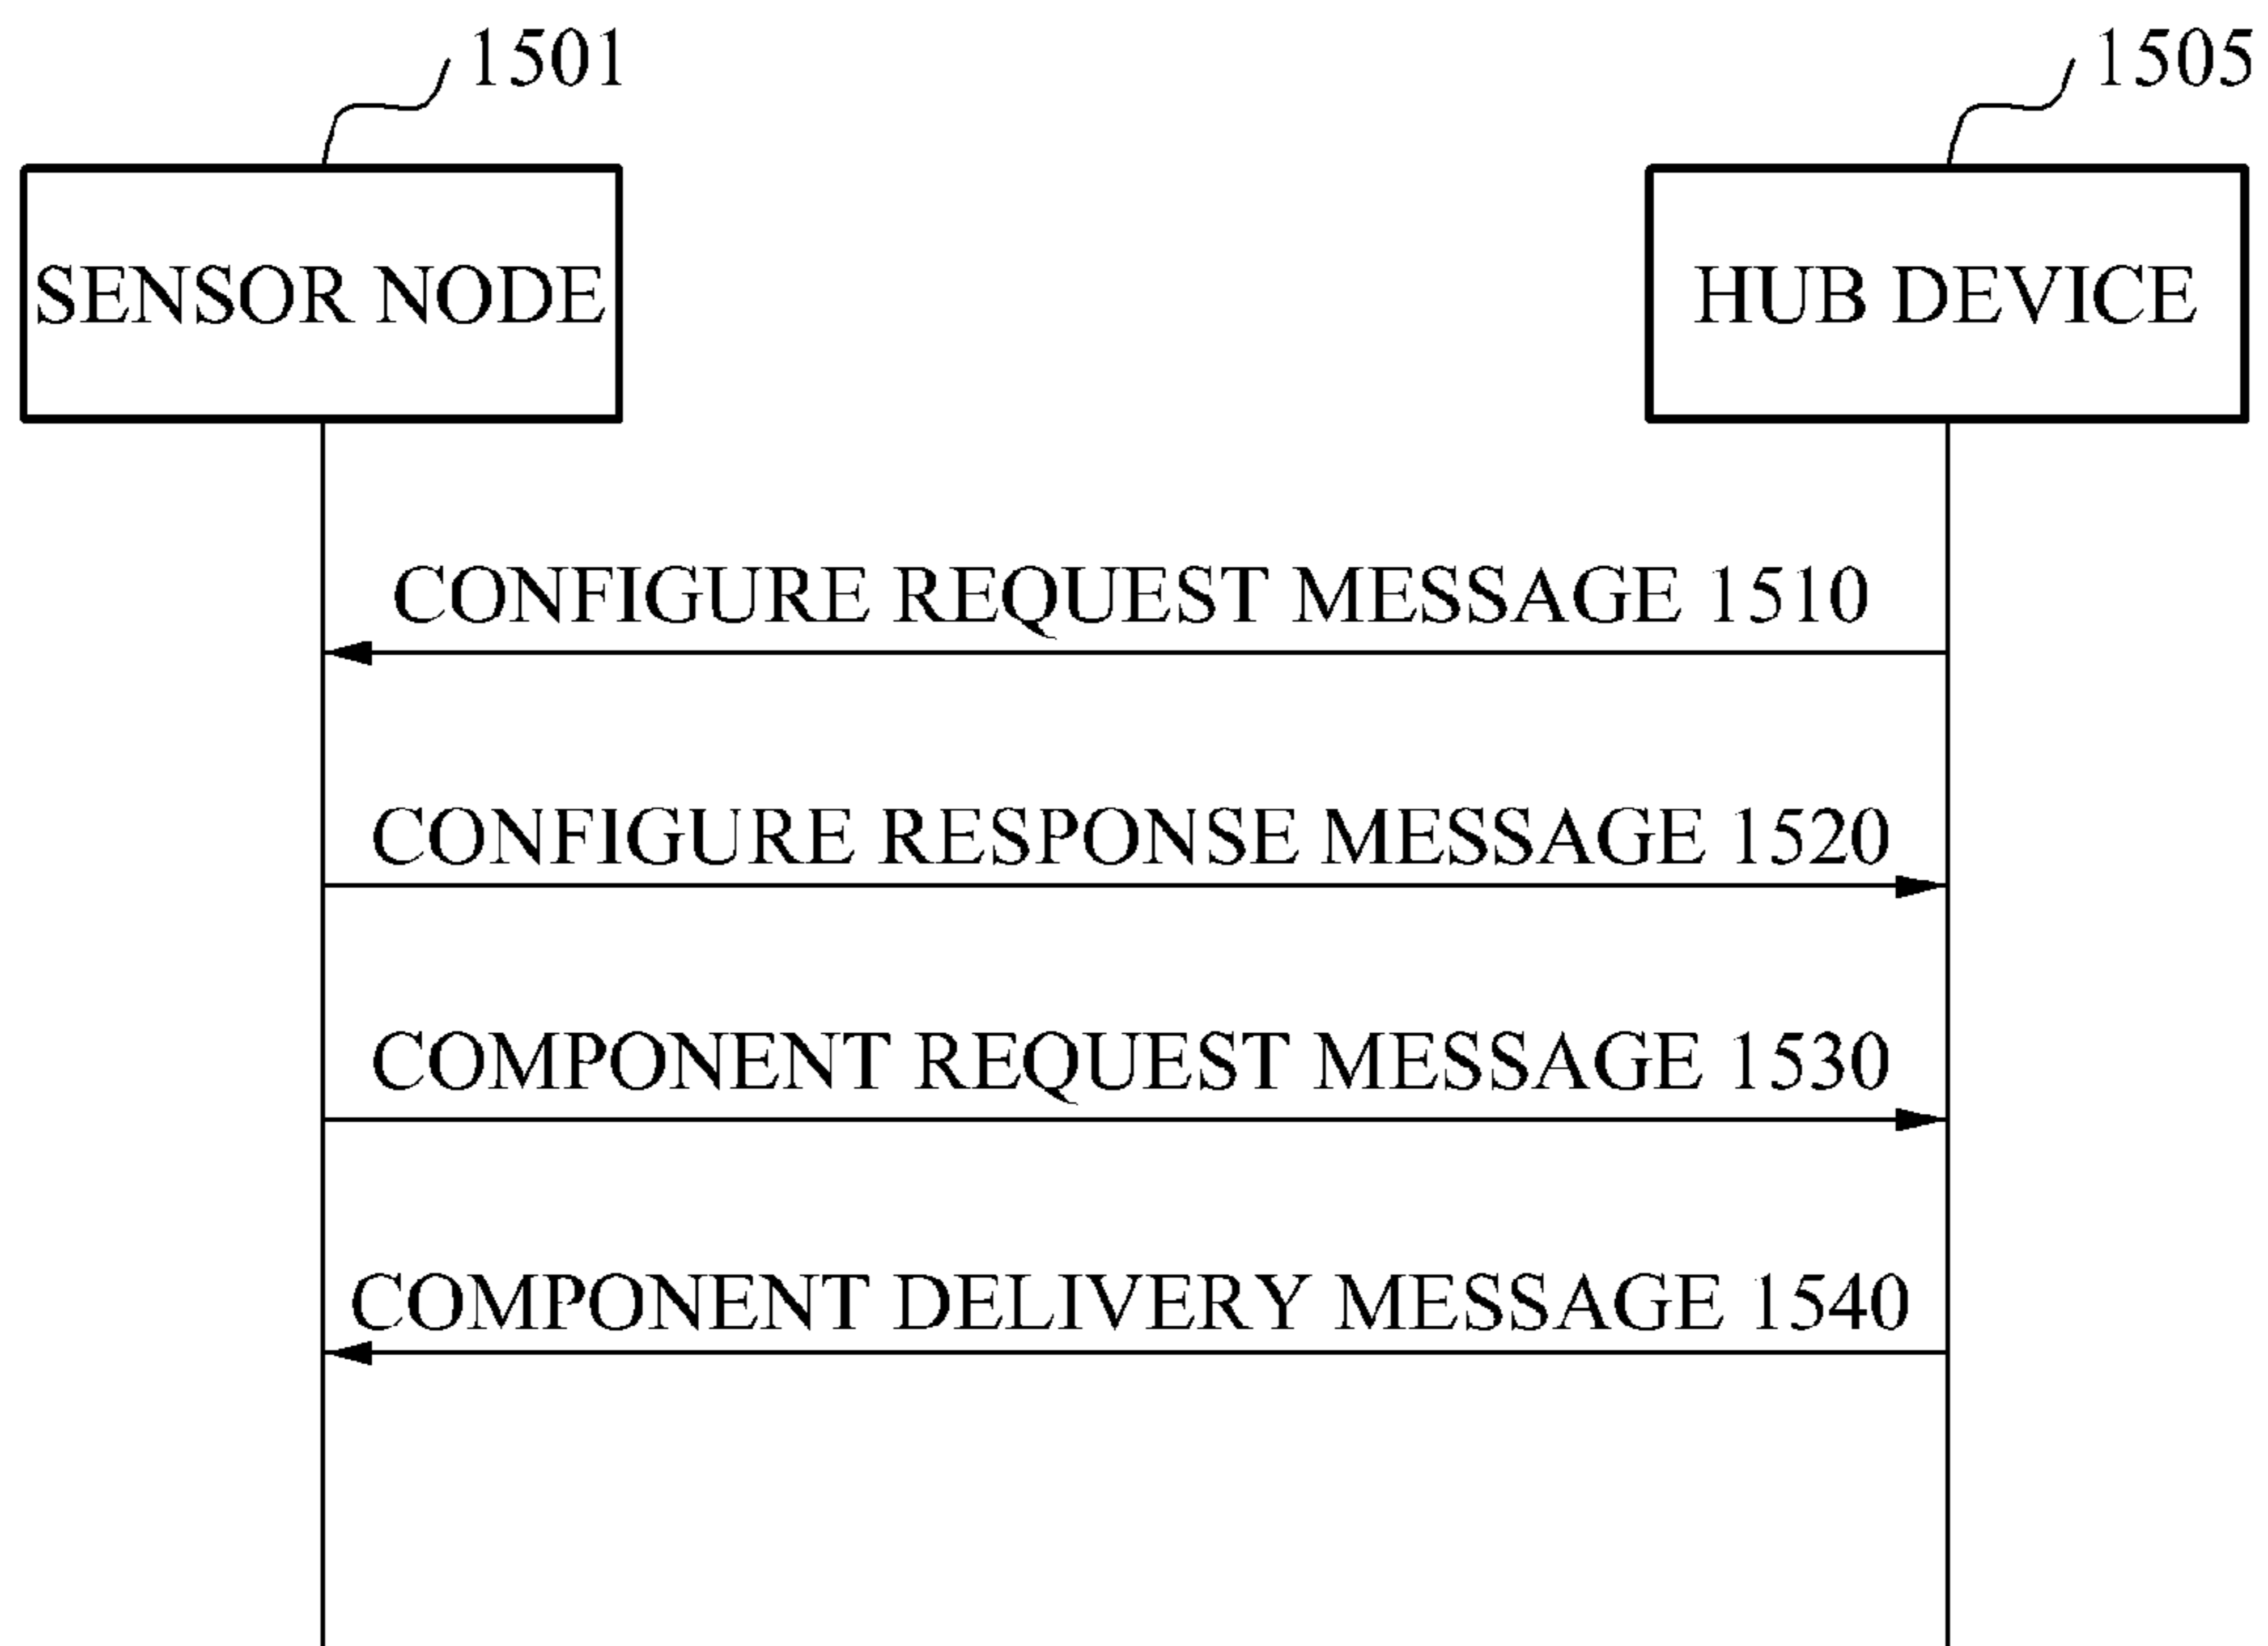 1501
1505
SENSOR NODE
HUB DEVICE
CONFIGURE REQUEST MESSAGE 1510
CONFIGURE RESPONSE MESSAGE 1520
COMPONENT REQUEST MESSAGE 1530
COMPONENT DELIVERY MESSAGE 1540